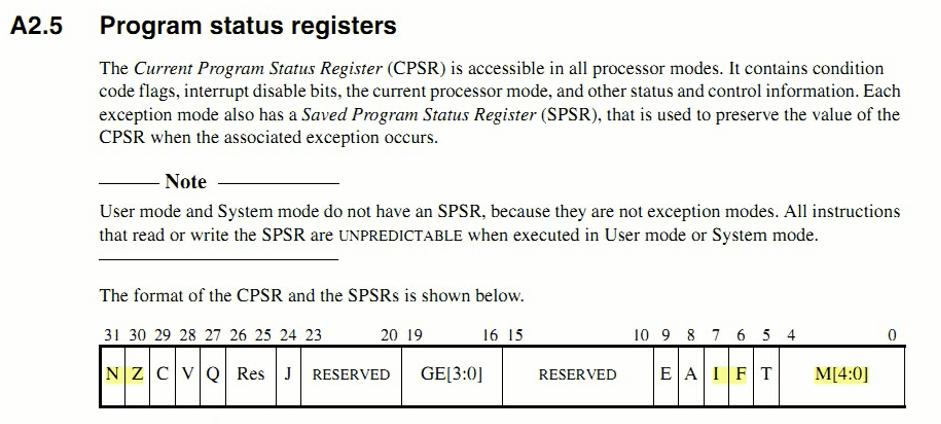 A2.5 Program status registers
The Current Program Status Register (CPSR) is accessible in all processor modes. It contains condition
code flags, interrupt disable bits, the current processor mode, and other status and control information. Each
exception mode also has a Saved Program Status Register (SPSR), that is used to preserve the value of the
CPSR when the associated exception occurs.
Note
User mode and System mode do not have an SPSR, because they are not exception modes. All instructions
that read or write the SPSR are UNPREDICTABLE when executed in User mode or System mode.
The format of the CPSR and the SPSRs is shown below.
31 30 29 28 27 26 25 24 23 20 19 16 15 10 9 8 7 6 5 4 0
N Z C V Q Res J RESERVED GE[3:0] RESERVED E A I F T M[4:0]